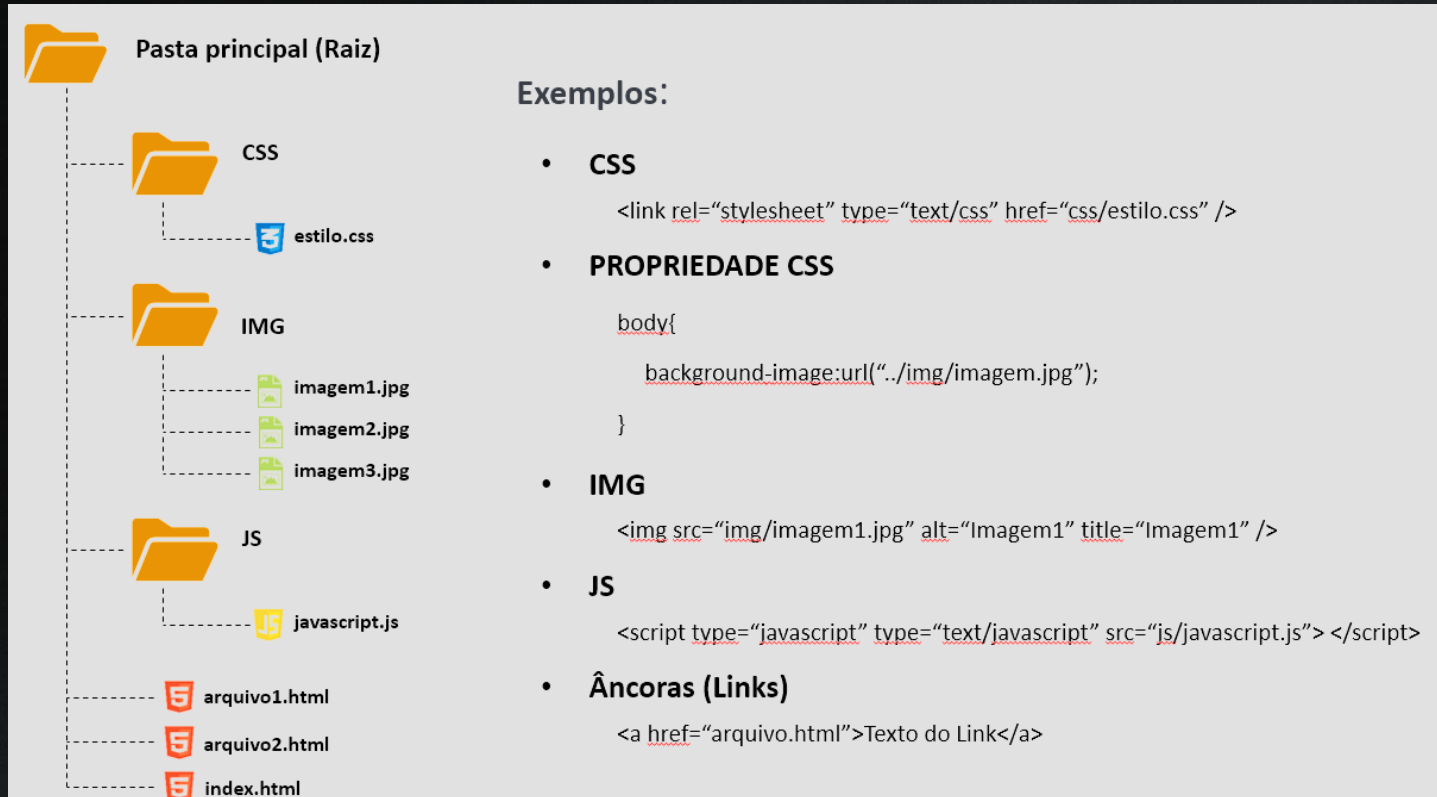 Pasta principal (Raiz)
CSS
estilo.css
IMG
imagem1.jpg
imagem2.jpg
imagem3.jpg
JS
javascript.js
arquivo1.html
arquivo2.html
index.html
Exemplos:
• CSS
<link rel=“stylesheet” type=“text/css” href=“css/estilo.css” />
• PROPRIEDADE CSS
body{
background-image:url(“../img/imagem.jpg”);
}
• IMG
<img src=“img/imagem1.jpg” alt=“Imagem1” title=“Imagem1” />
• JS
<script type=“javascript” type=“text/javascript” src=“js/javascript.js”> </script>
• Âncoras (Links)
<a href=“arquivo.html”>Texto do Link</a>